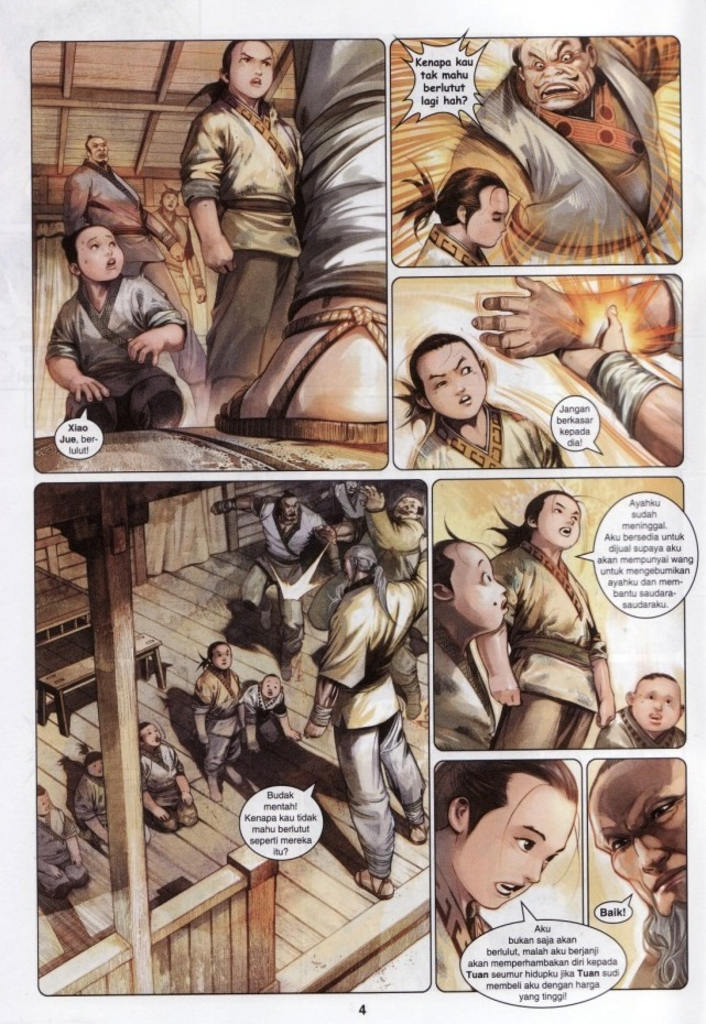 Xiao
Jue, ber-
lulut!
Kenapa kau
tak mahu
berlutut
lagi hah?
Jangan
berkasar
kepada
dia!
Budak
mentah!
Kenapa kau tidak
mahu berlutut
seperti mereka
itu?
Ayahku
sudah
meninggal.
Aku bersedia untuk
dijual supaya aku
akan mempunyai wang
untuk mengebumikan
ayahku dan mem-
bantu saudara-
saudaraku.
Aku
bukan saja akan
berlulut, malah aku berjanji
akan memperhambakan diri kepada
Tuan seumur hidupku jika Tuan sudi
membeli aku dengan harga
yang tinggi!
Baik!
4